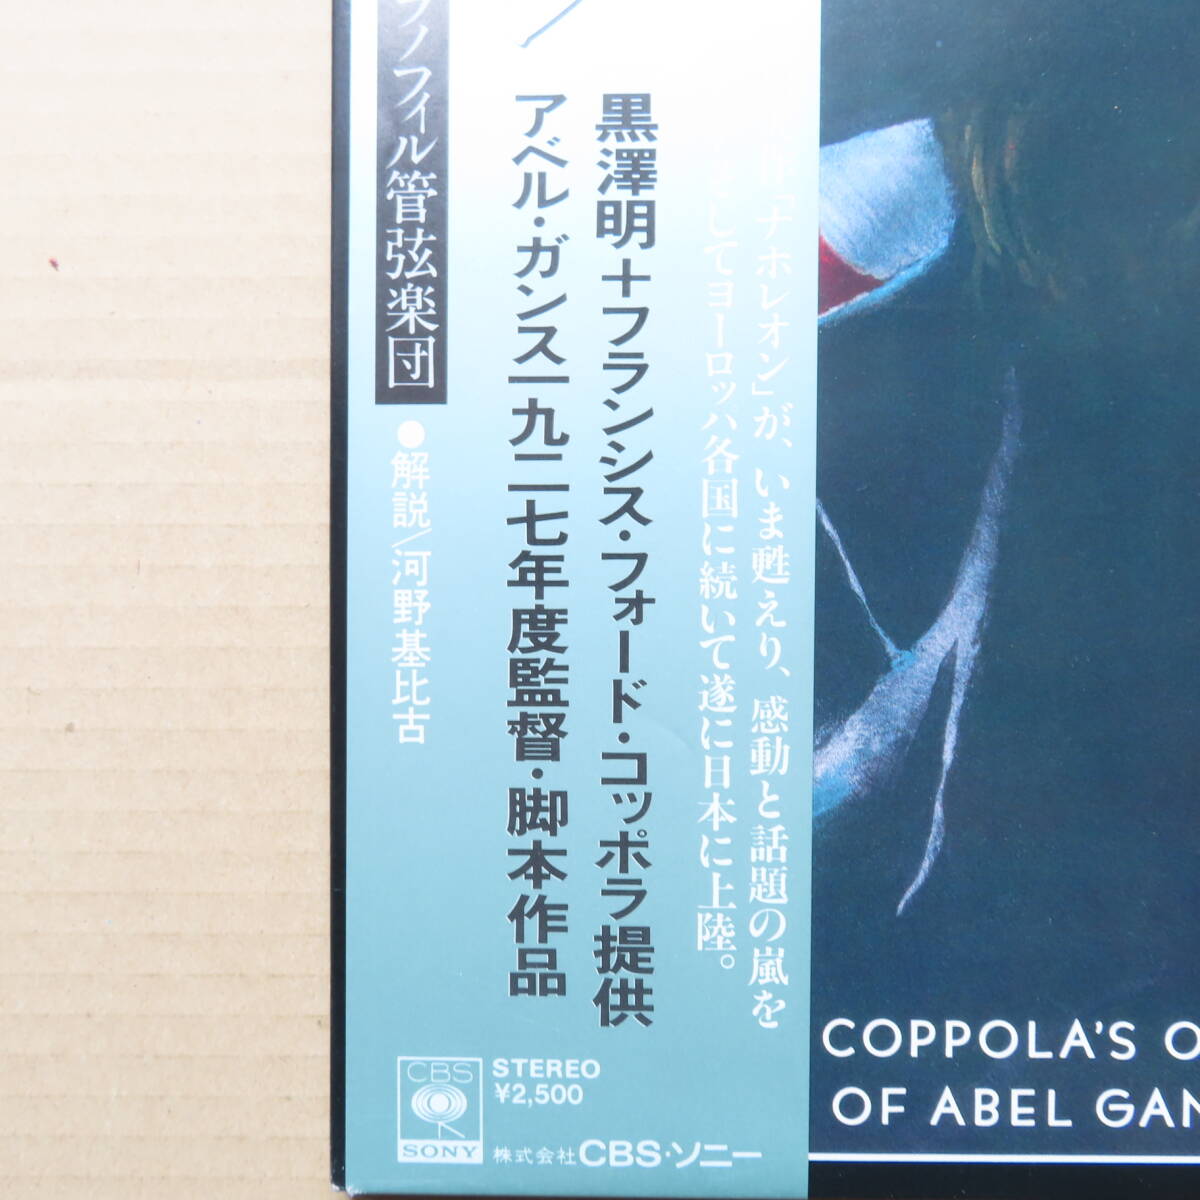 「ナポレオン」が、いま甦えり、感動と話題の嵐を
してヨーロッパ各国に続いて遂に日本に上陸。
黒澤明＋フランシス・フォード・コッポラ提供
アベル・ガンス一九二七年度監督・脚本作品
フィル管弦楽団
●解説/河野基比古
CBS
SONY
STEREO
¥2,500
株式会社CBS・ソニー
COPPOLA'S O
OF ABEL GAN